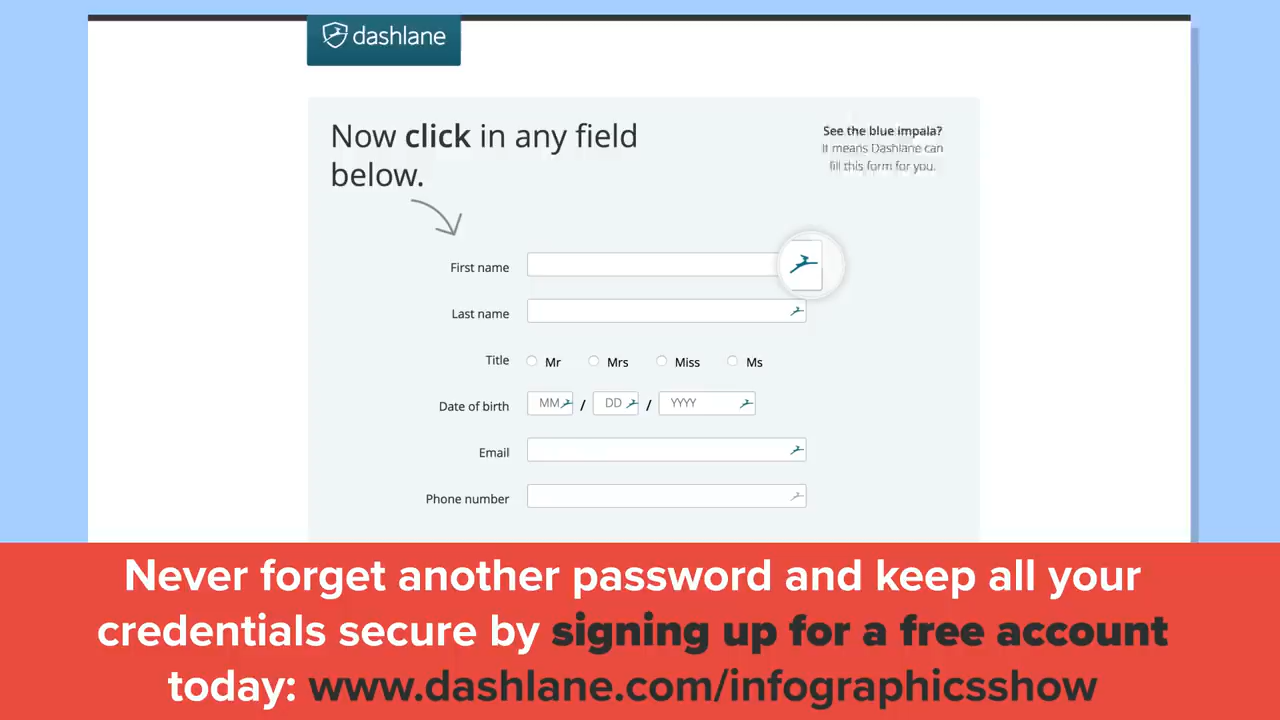 dashlane
Now click in any field
below.
See the blue impala?
It means Dashlane can
fill this form for you.
First name
Last name
Title Mr Mrs Miss Ms
Date of birth MM / DD / YYYY
Email
Phone number
Never forget another password and keep all your
credentials secure by signing up for a free account
today: www.dashlane.com/infographicsshow